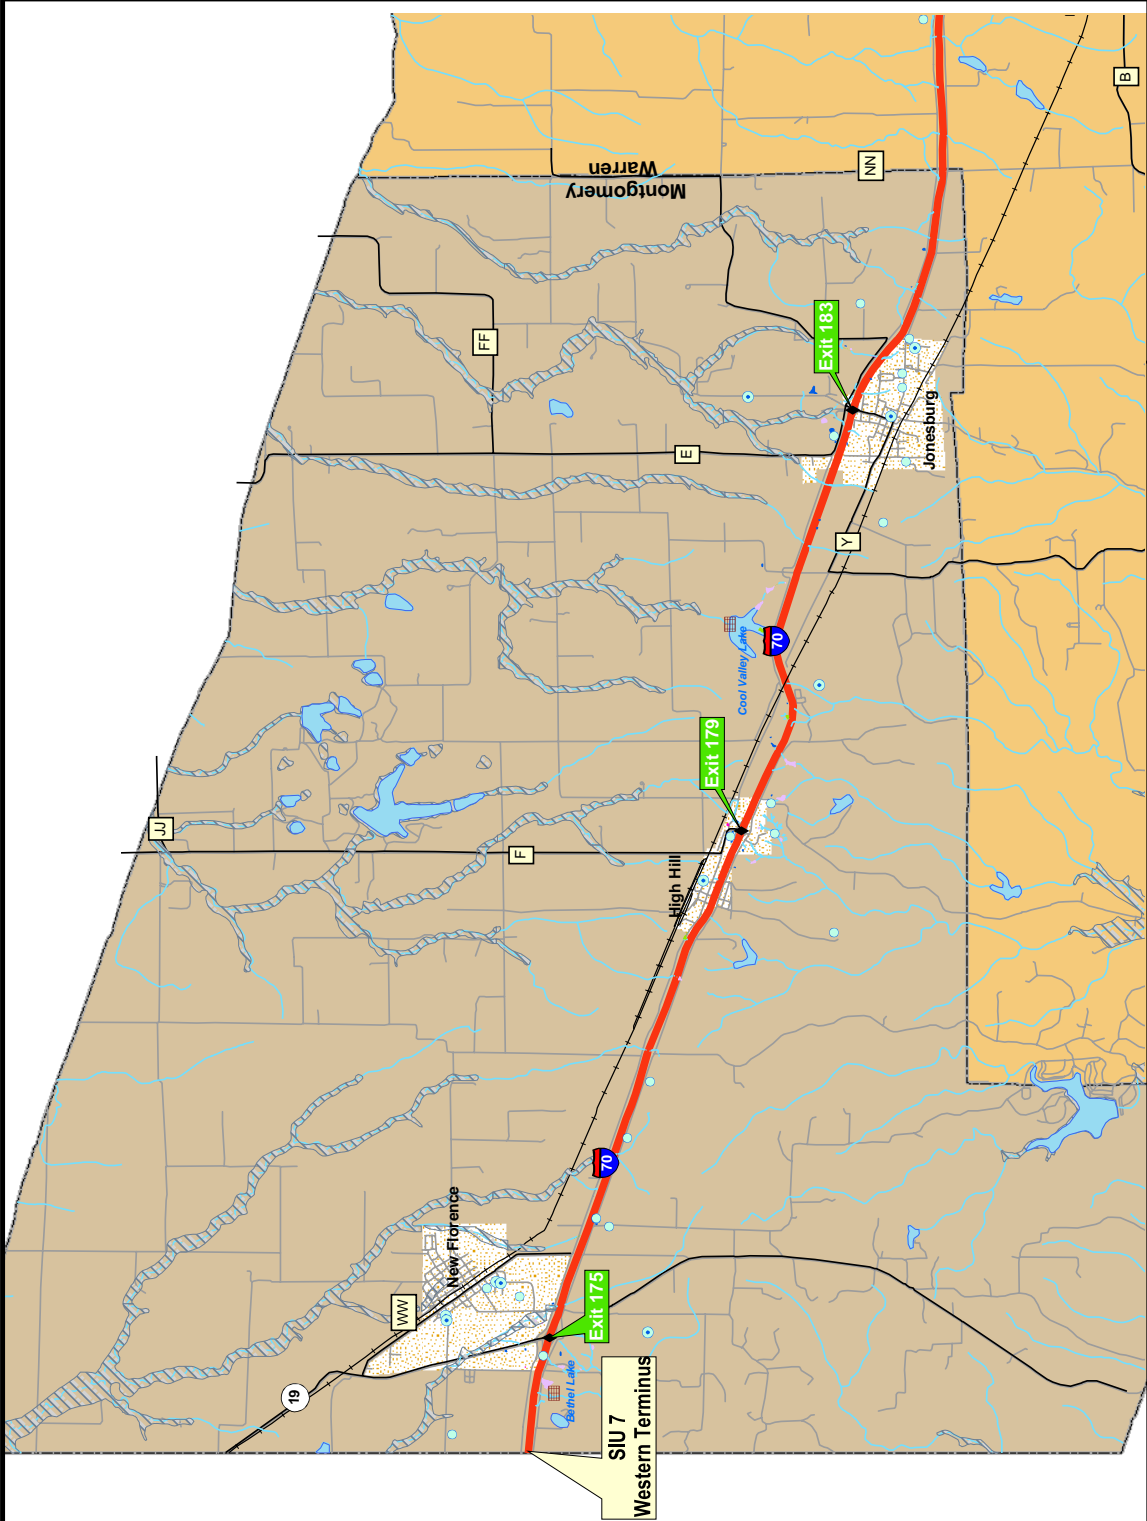 Warren
Montgomery
NN
B
FF
Exit 183
E
Jonesburg
Y
70
Cool Valley Lake
Exit 179
JJ
F
High Hill
70
New Florence
WW
Exit 175
19
Bethel Lake
SIU 7
Western Terminus